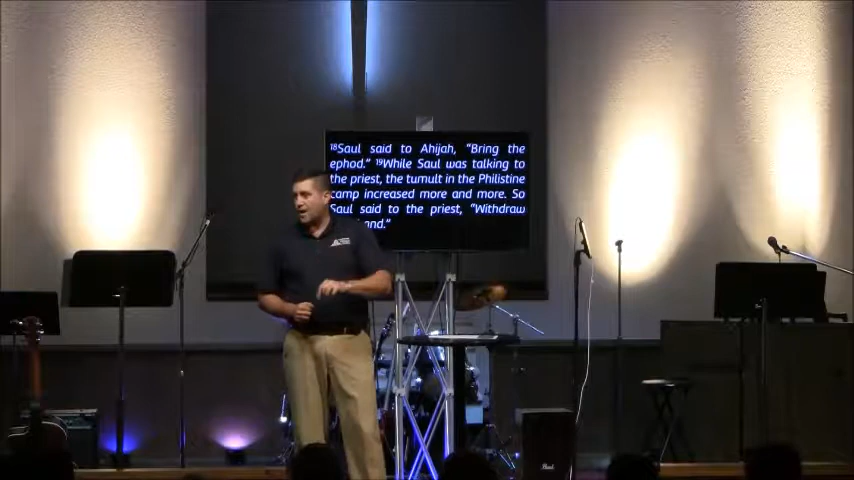 18Saul said to Ahijah, “Bring the
ephod.” 19While Saul was talking to
the priest, the tumult in the Philistine
camp increased more and more. So
Saul said to the priest, “Withdraw
and.”